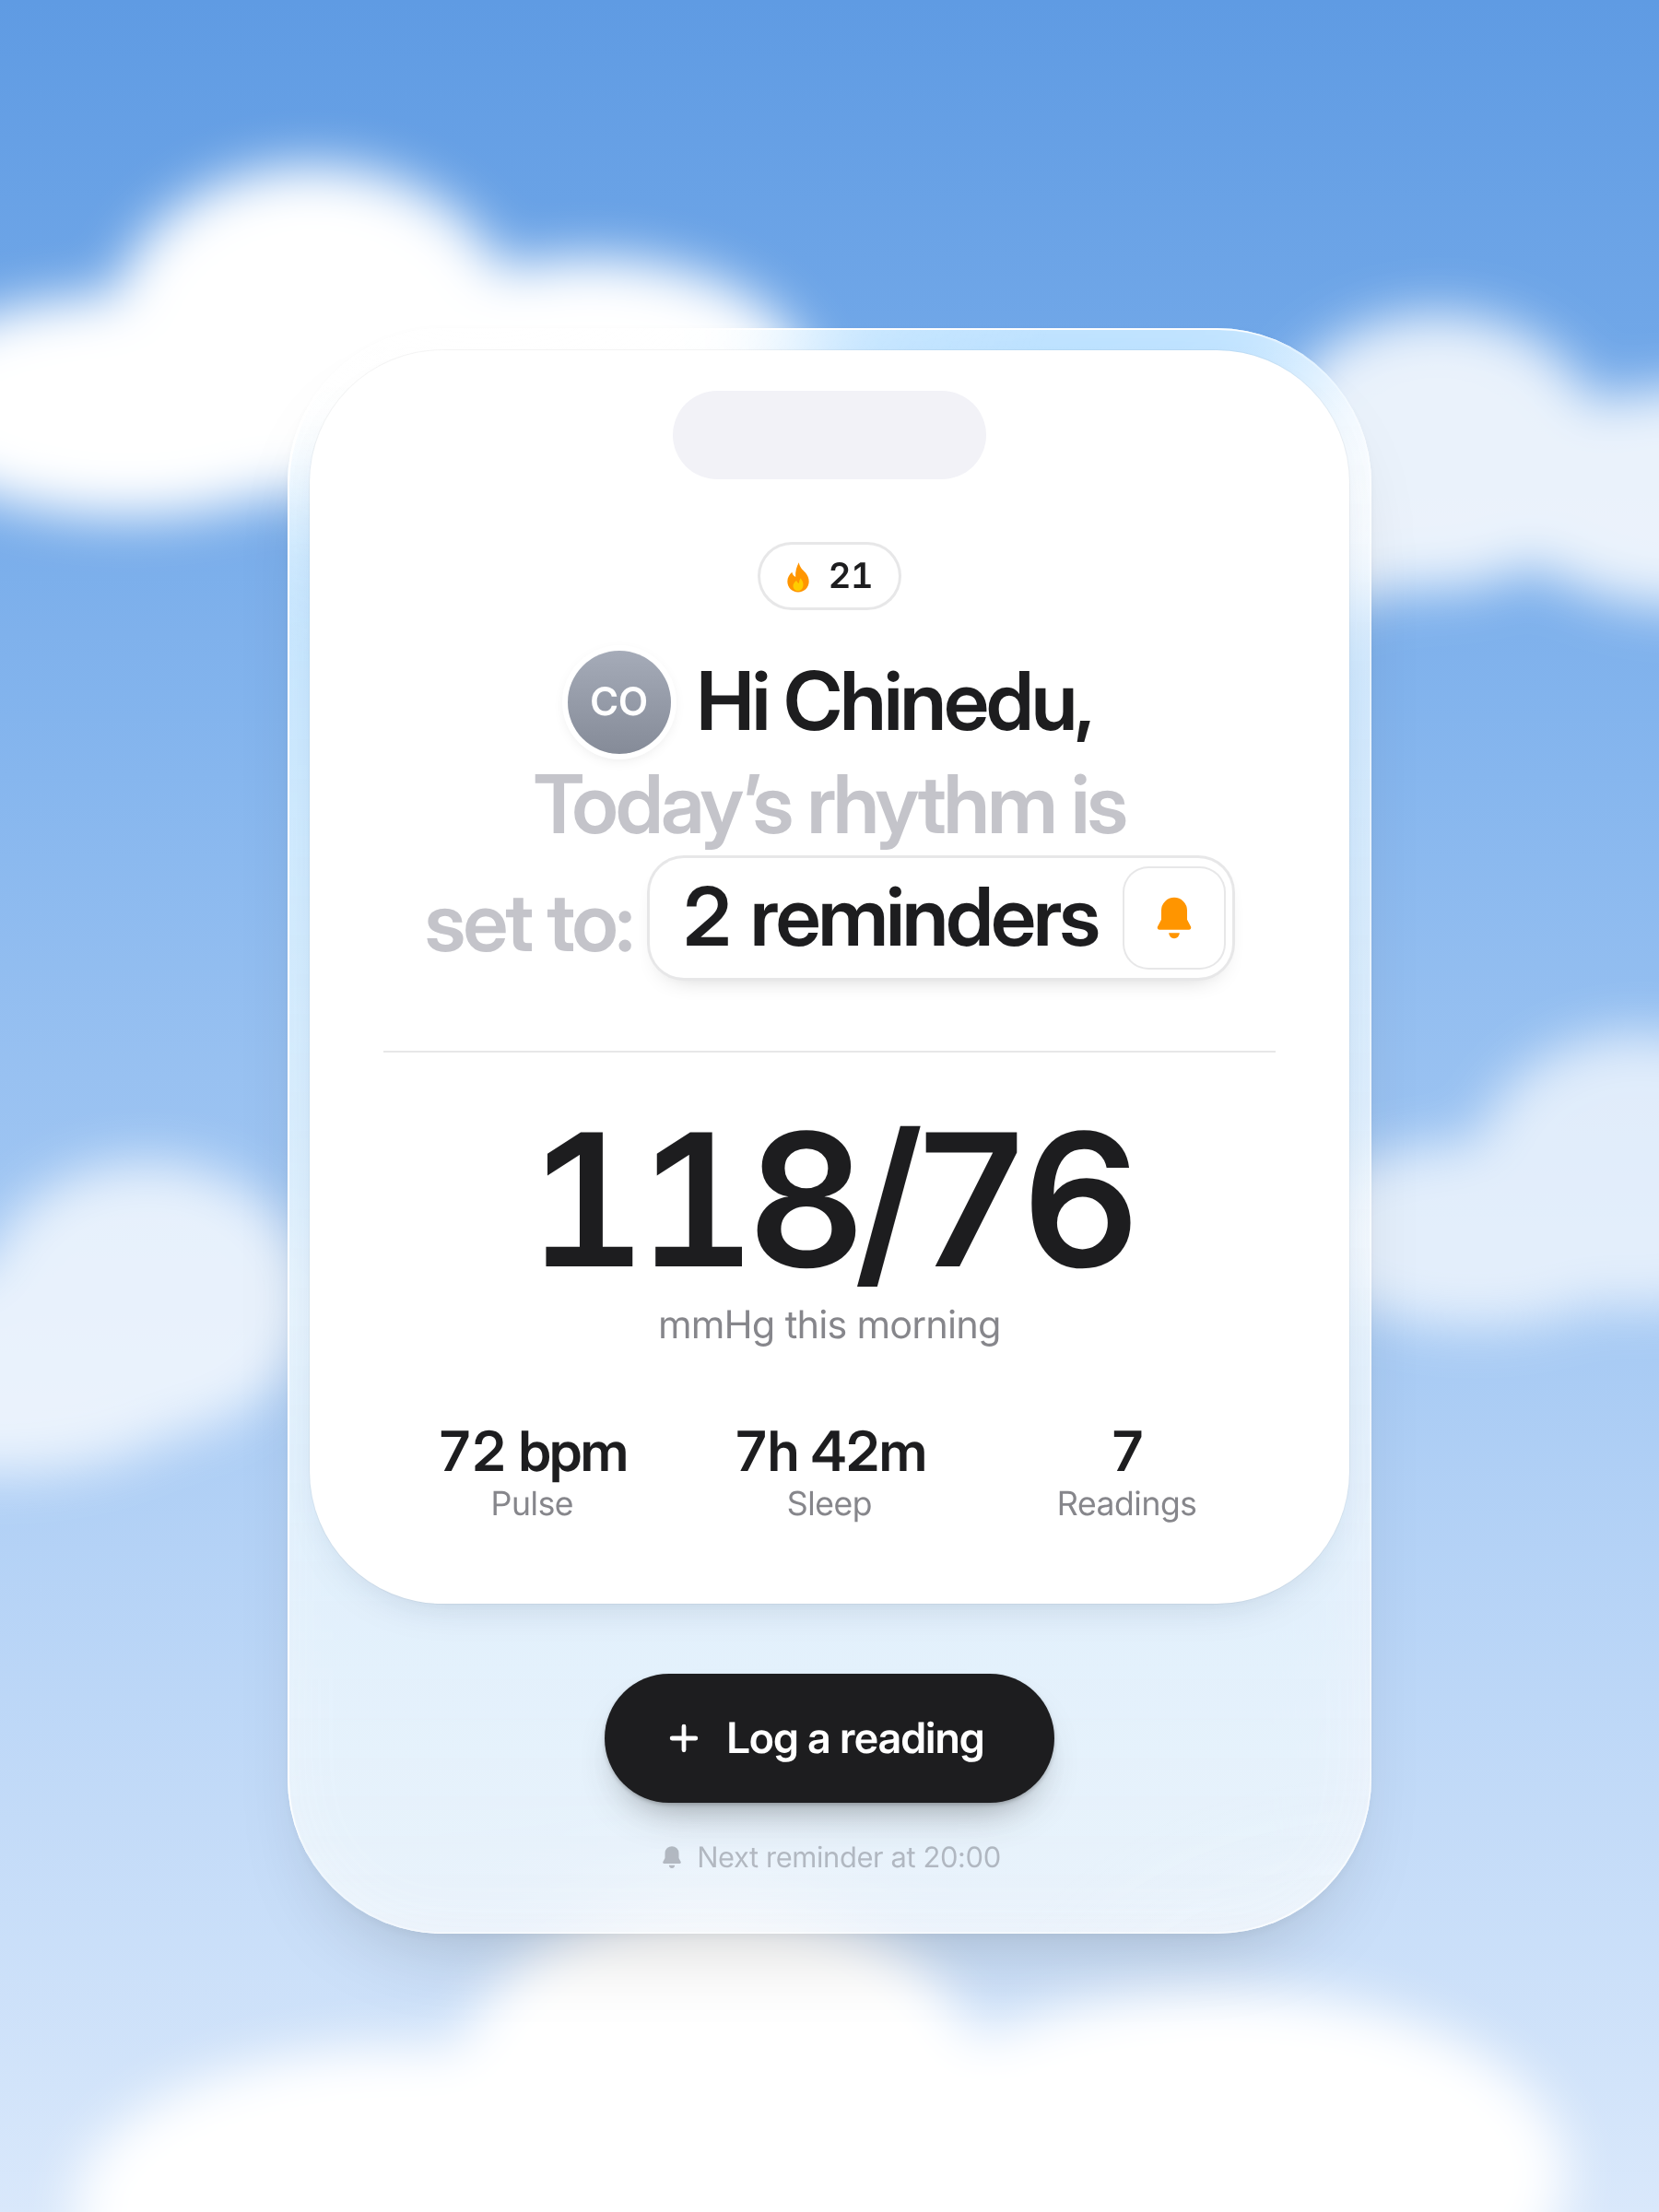 21
CO Hi Chinedu,
Today’s rhythm is
set to: 2 reminders
118/76
mmHg this morning
72 bpm 7h 42m 7
Pulse Sleep Readings
+ Log a reading
Next reminder at 20:00